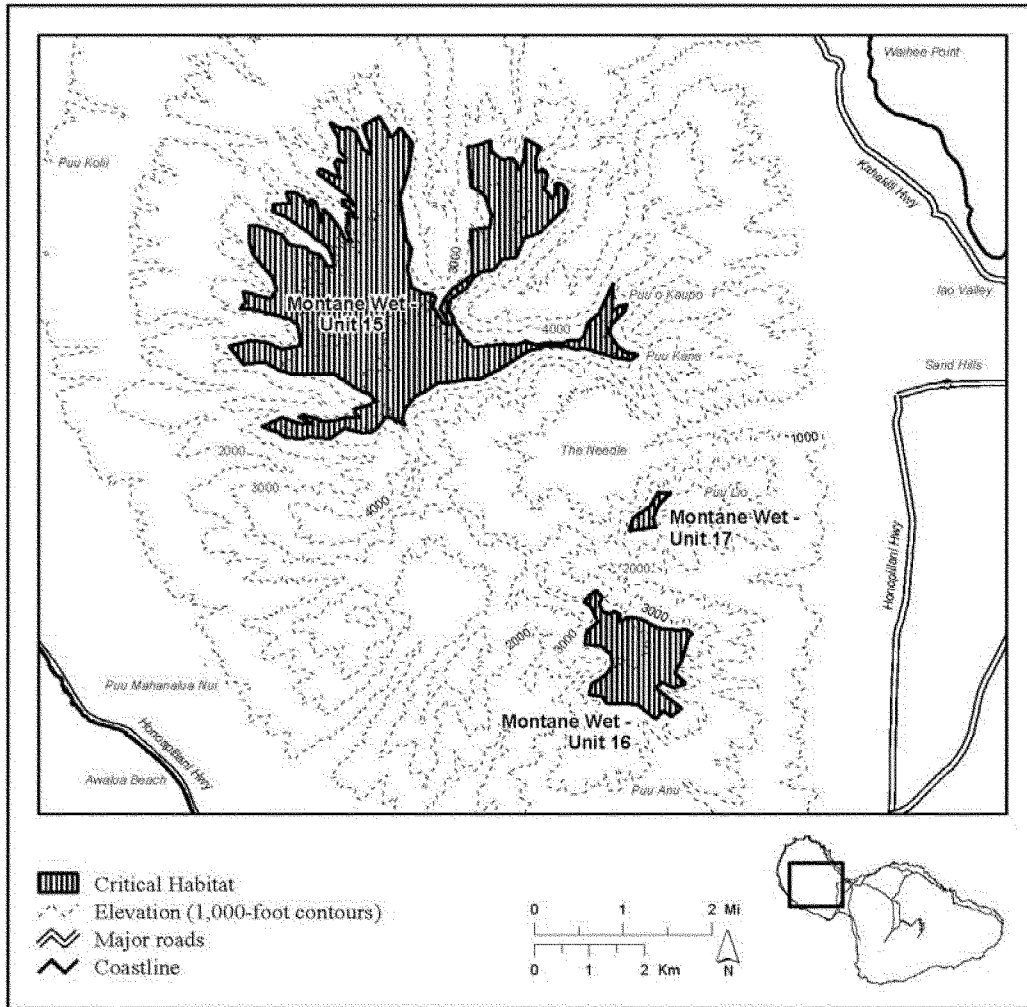 Waihee Point
Puu Kolii
Kahekili Hwy
3000
Iao Valley
Puu o Kaupo
Montane Wet -
Unit 15
4000
Puu Kane
Sand Hills
1000
2000
The Needle
3000
Puu Lio
4000
Montane Wet -
Unit 17
Honopiilani Hwy
2000
3000
2000
3000
Puu Mahanalua Nui
Montane Wet -
Unit 16
Honoapiilani Hwy
Awalua Beach
Puu Anu
Critical Habitat
Elevation (1,000-foot contours)
Major roads
Coastline
0 1 2 Mi
0 1 2 Km
N